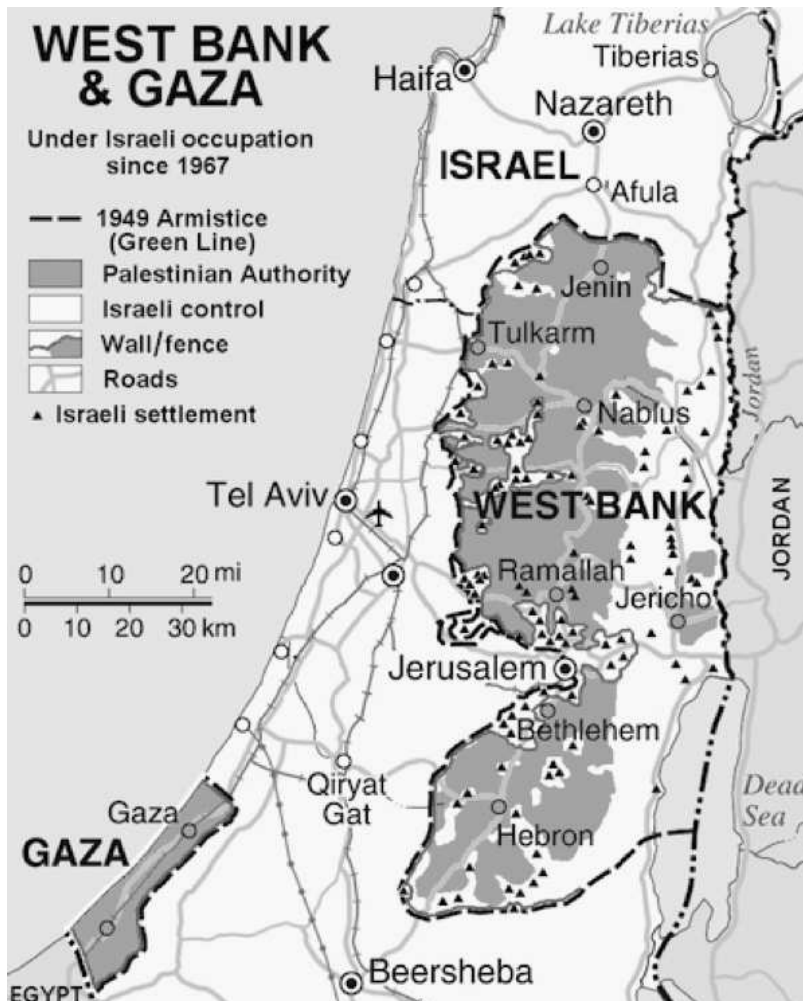 WEST BANK
& GAZA
Under Israeli occupation
since 1967
1949 Armistice
(Green Line)
Palestinian Authority
Israeli control
Wall/fence
Roads
Israeli settlement
Lake Tiberias
Tiberias
Haifa
Nazareth
ISRAEL
Afula
Jenin
Tulkarm
Nablus
Jordan
Tel Aviv
WEST BANK
JORDAN
0 10 20 mi
0 10 20 30 km
Ramallah
Jericho
Jerusalem
Bethlehem
Qiryat
Gat
Dead
Sea
Gaza
GAZA
Hebron
Beersheba
EGYPT